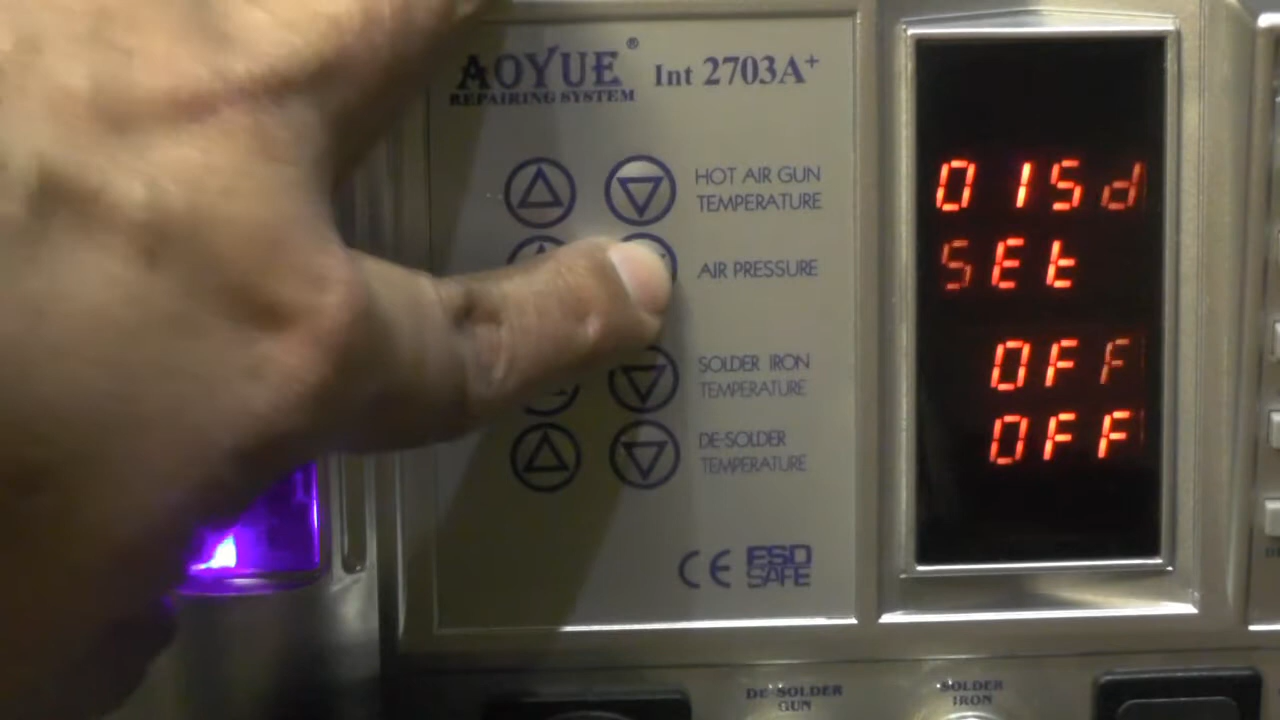 AOYUE® Int 2703A+
REPAIRING SYSTEM
HOT AIR GUN
TEMPERATURE
AIR PRESSURE
SOLDER IRON
TEMPERATURE
DE-SOLDER
TEMPERATURE
CE ESD
SAFE
015d
SEt
OFF
OFF
DE-SOLDER
GUN
SOLDER
IRON